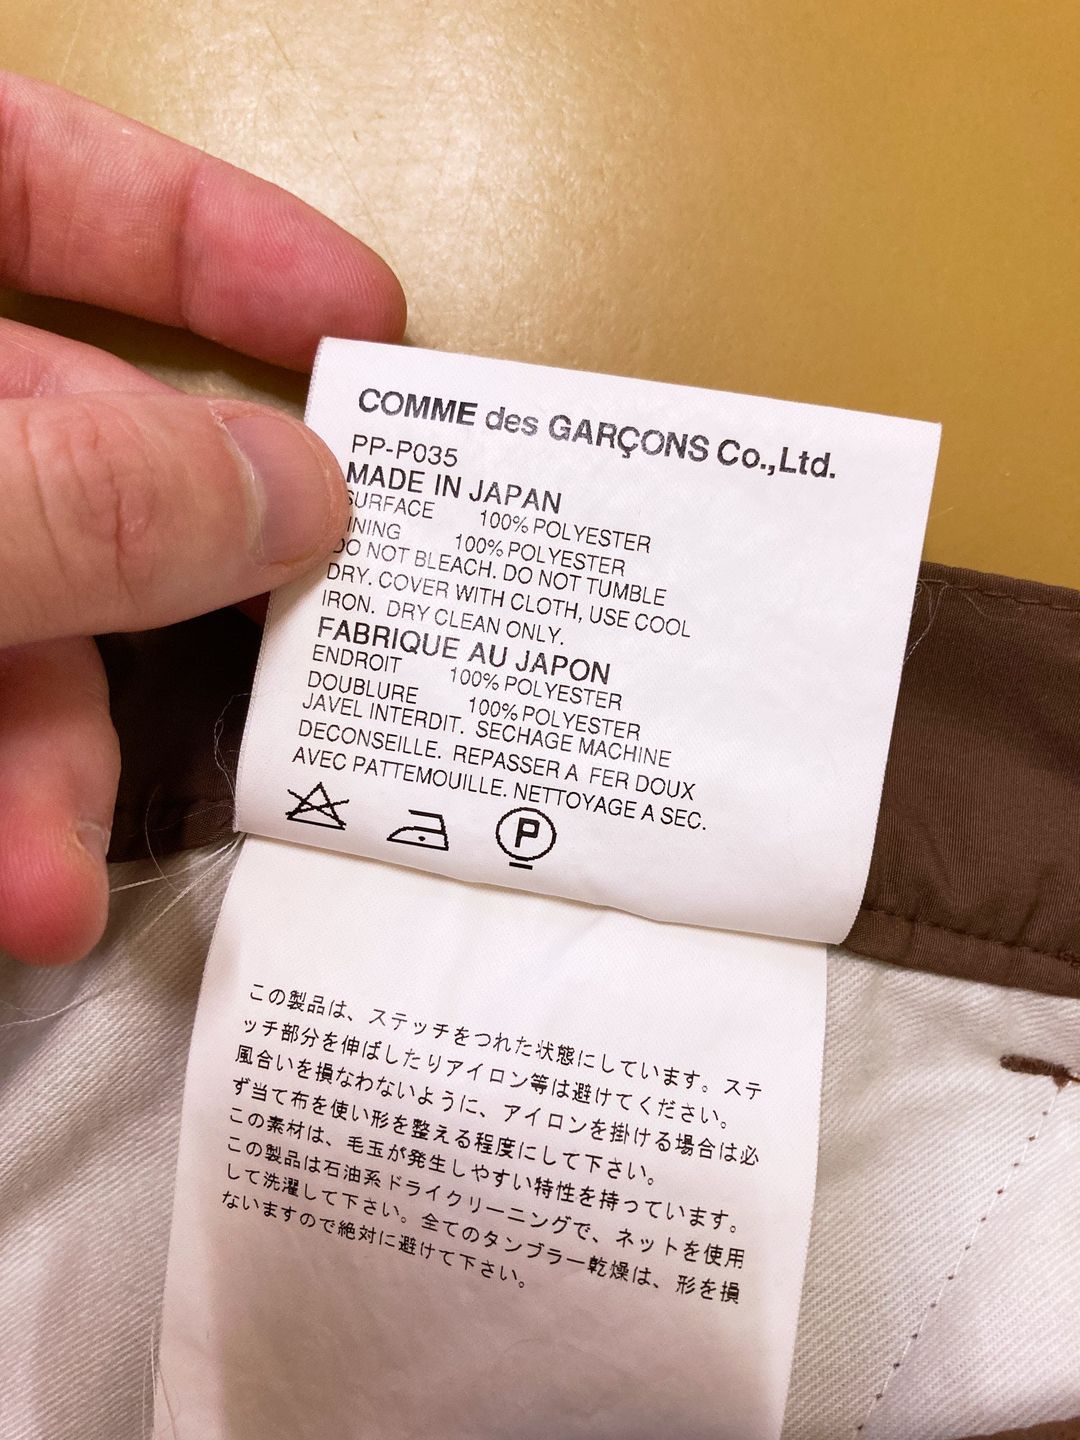 COMME des GARÇONS Co.,Ltd.
PP-P035
MADE IN JAPAN
SURFACE 100% POLYESTER
LINING 100% POLYESTER
DO NOT BLEACH. DO NOT TUMBLE
DRY. COVER WITH CLOTH, USE COOL
IRON. DRY CLEAN ONLY.
FABRIQUE AU JAPON
ENDROIT 100% POLYESTER
DOUBLURE 100% POLYESTER
JAVEL INTERDIT. SECHAGE MACHINE
DECONSEILLE. REPASSER A FER DOUX
AVEC PATTEMOUILLE. NETTOYAGE A SEC.
P
この製品は、ステッチをつれた状態にしています。ステ
ッチ部分を伸ばしたりアイロン等は避けてください。
風合いを損なわないように、アイロンを掛ける場合は必
ず当て布を使い形を整える程度にして下さい。
この素材は、毛玉が発生しやすい特性を持っています。
この製品は石油系ドライクリーニングで、ネットを使用
して洗濯して下さい。全てのタンブラー乾燥は、形を損
ないますので絶対に避けて下さい。